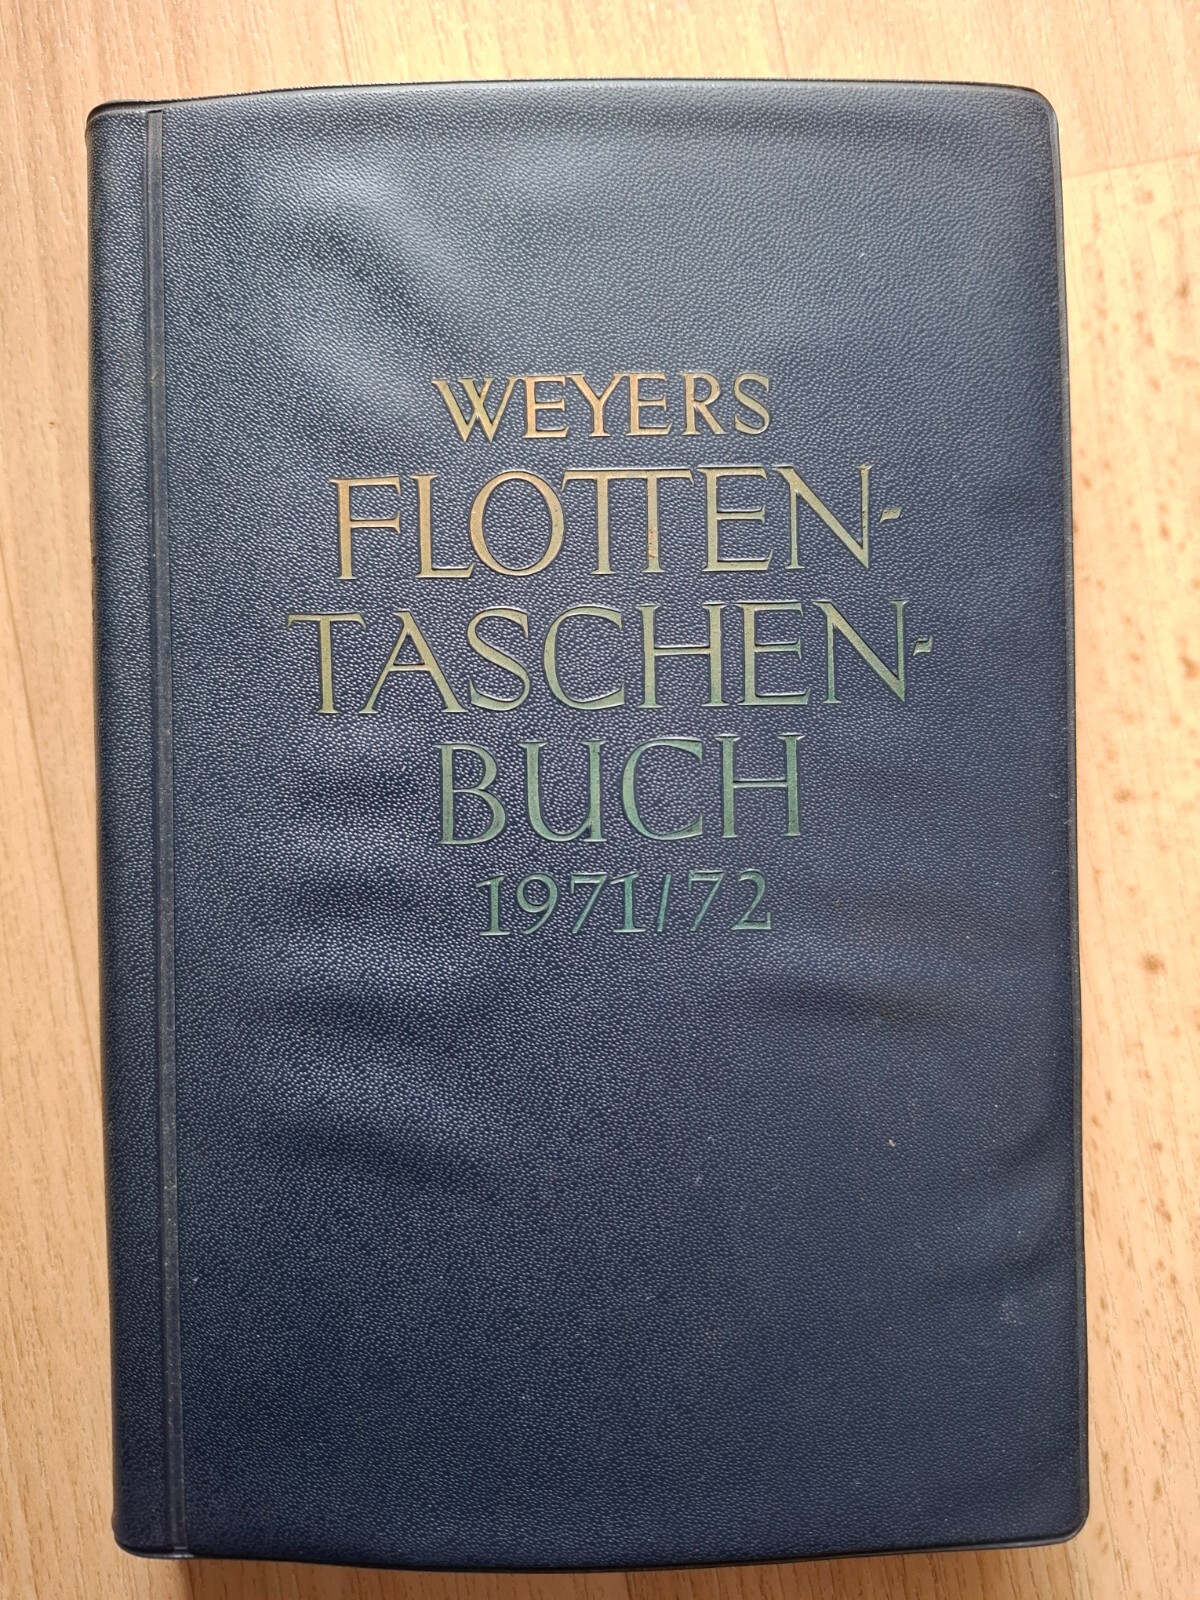 WEYERS
FLOTTEN-
TASCHEN-
BUCH
1971/72